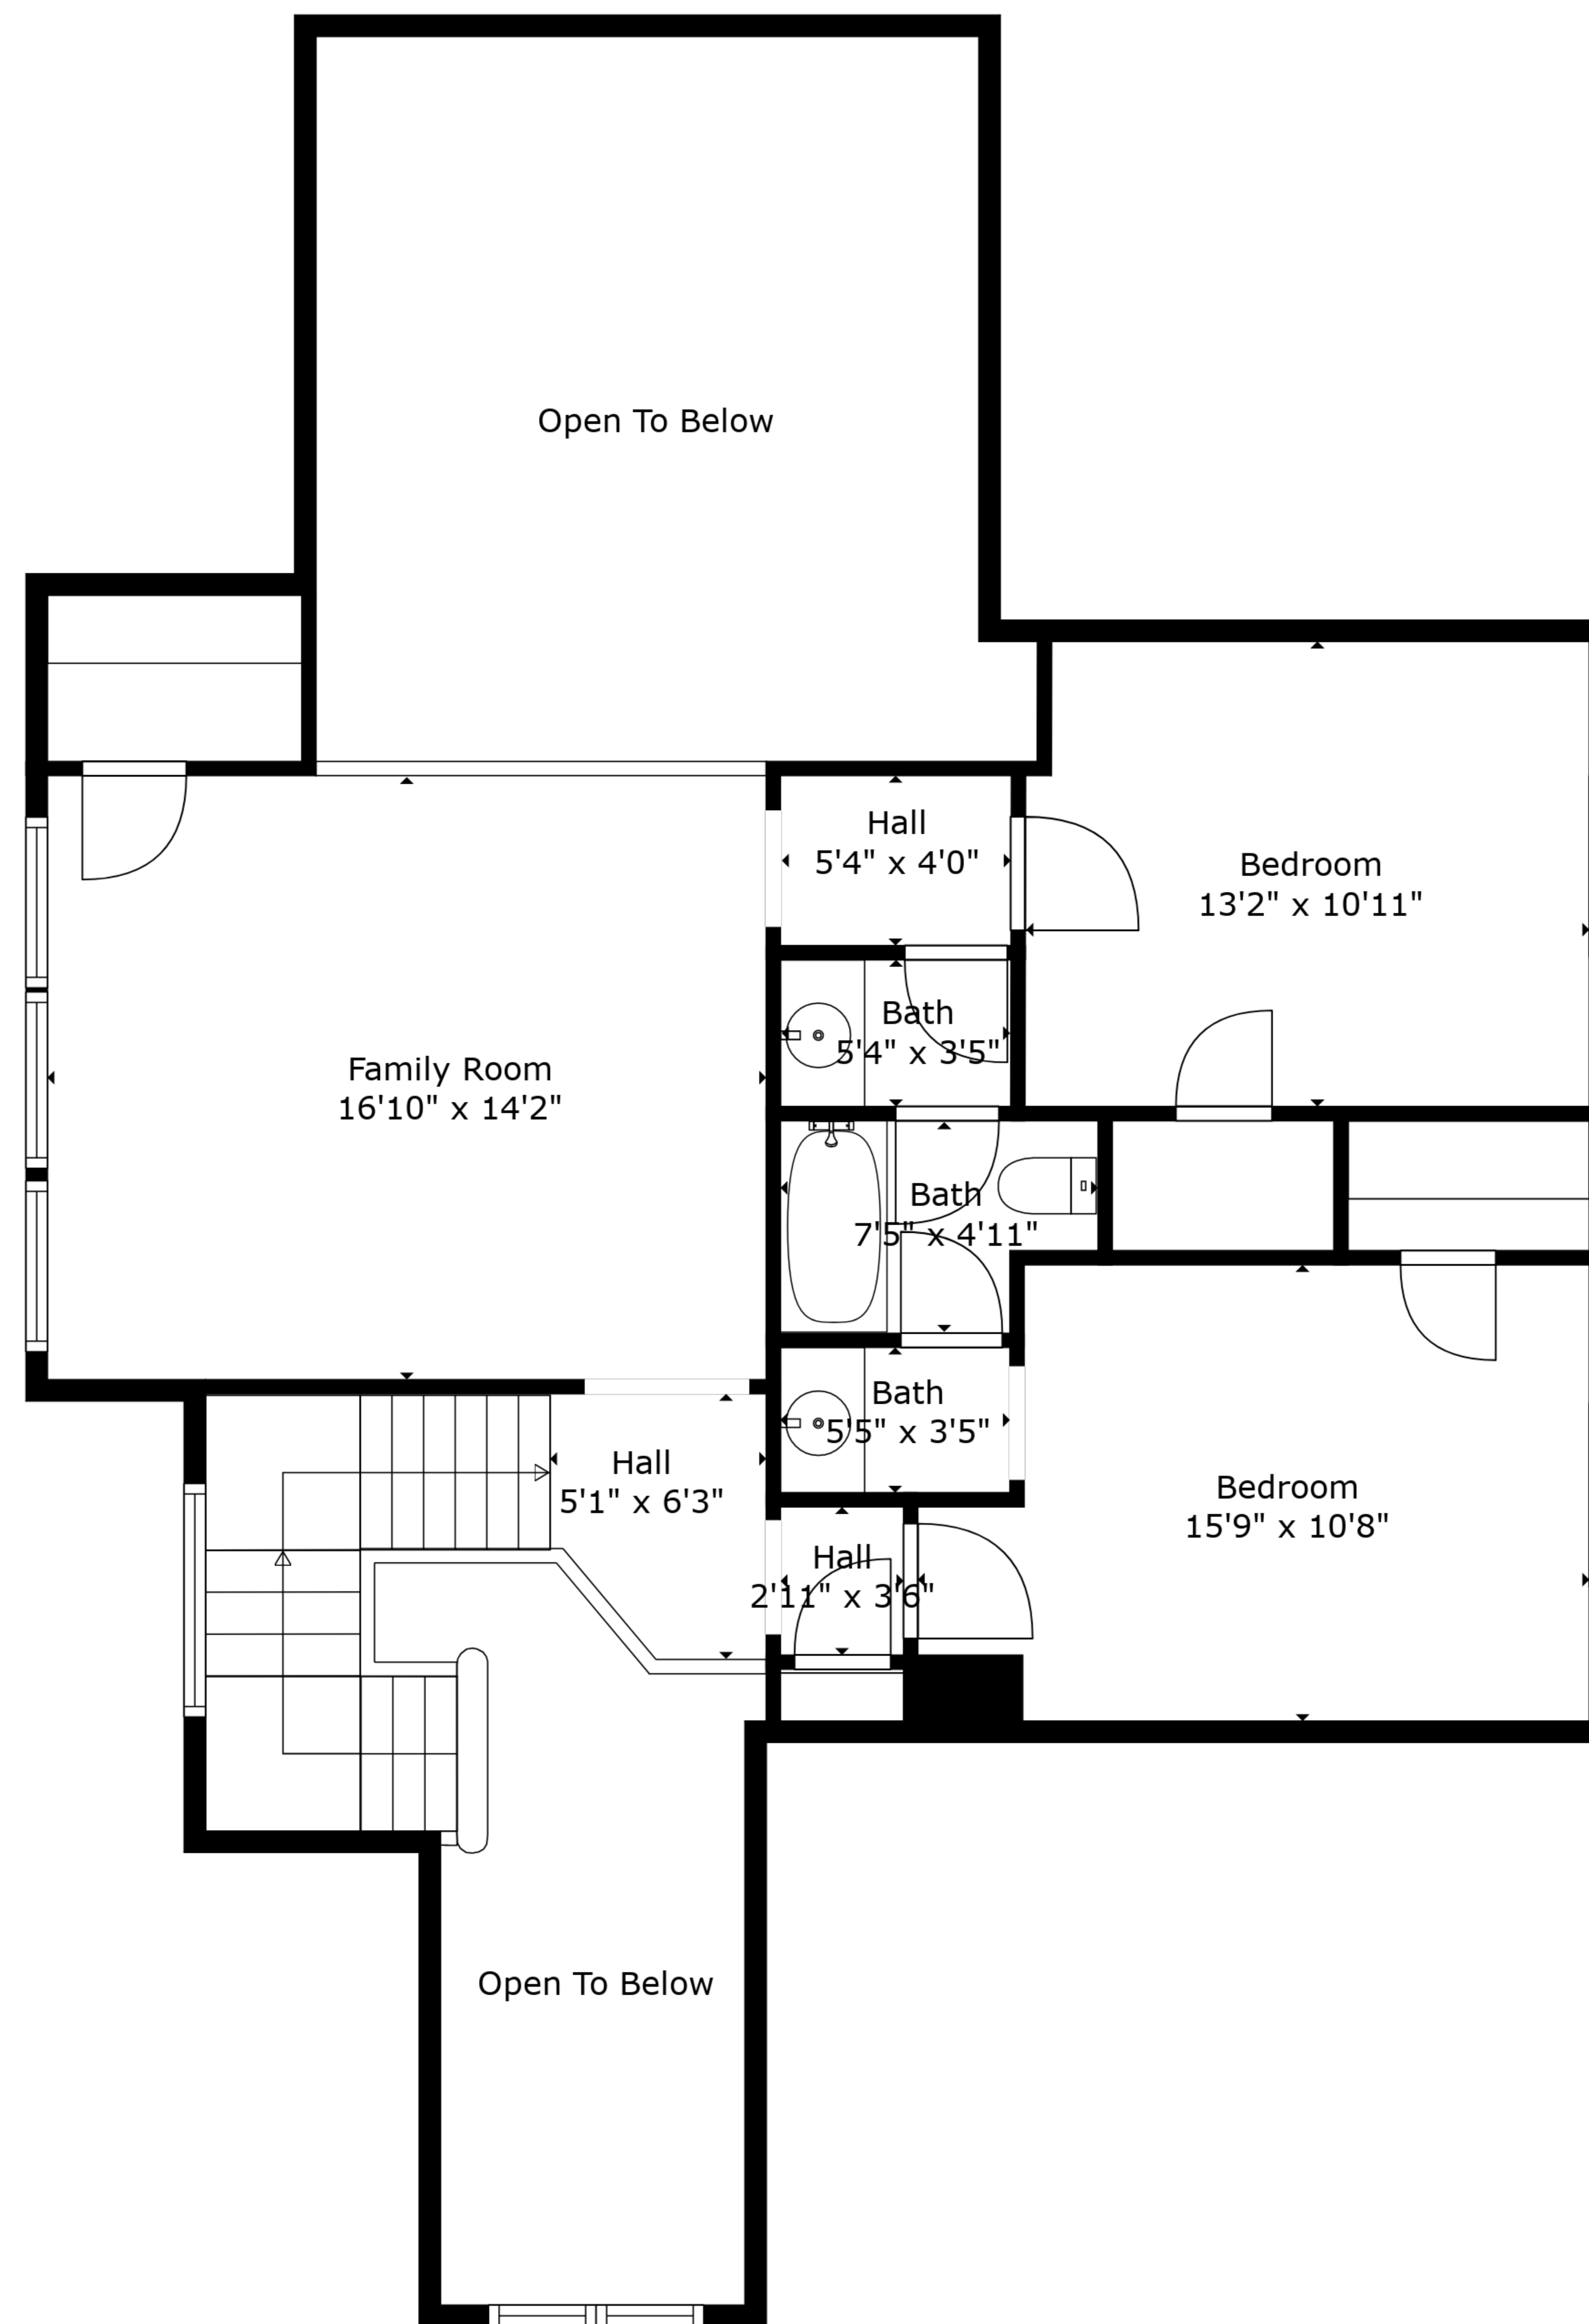 Open To Below
Hall
5'4" x 4'0"
Bedroom
13'2" x 10'11"
Bath
5'4" x 3'5"
Family Room
16'10" x 14'2"
Bath
7'5" x 4'11"
Bath
5'5" x 3'5"
Hall
5'1" x 6'3"
Bedroom
15'9" x 10'8"
Hall
2'11" x 3'6"
Open To Below